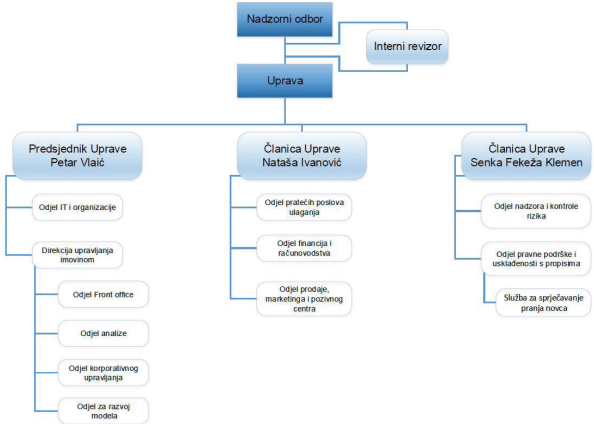 Nadzorni odbor
Interni revizor
Uprava
Predsjednik Uprave
Petar Vlaić
Odjel IT i organizacije
Direkcija upravljanja
imovinom
Odjel Front office
Odjel analize
Odjel korporativnog
upravljanja
Odjel za razvoj
modela
Članica Uprave
Nataša Ivanović
Odjel pratećih poslova
ulaganja
Odjel financija i
računovodstva
Odjel prodaje,
marketinga i pozivnog
centra
Članica Uprave
Senka Fekeža Klemen
Odjel nadzora i kontrole
rizika
Odjel pravne podrške i
usklađenosti s propisima
Služba za sprječavanje
pranja novca